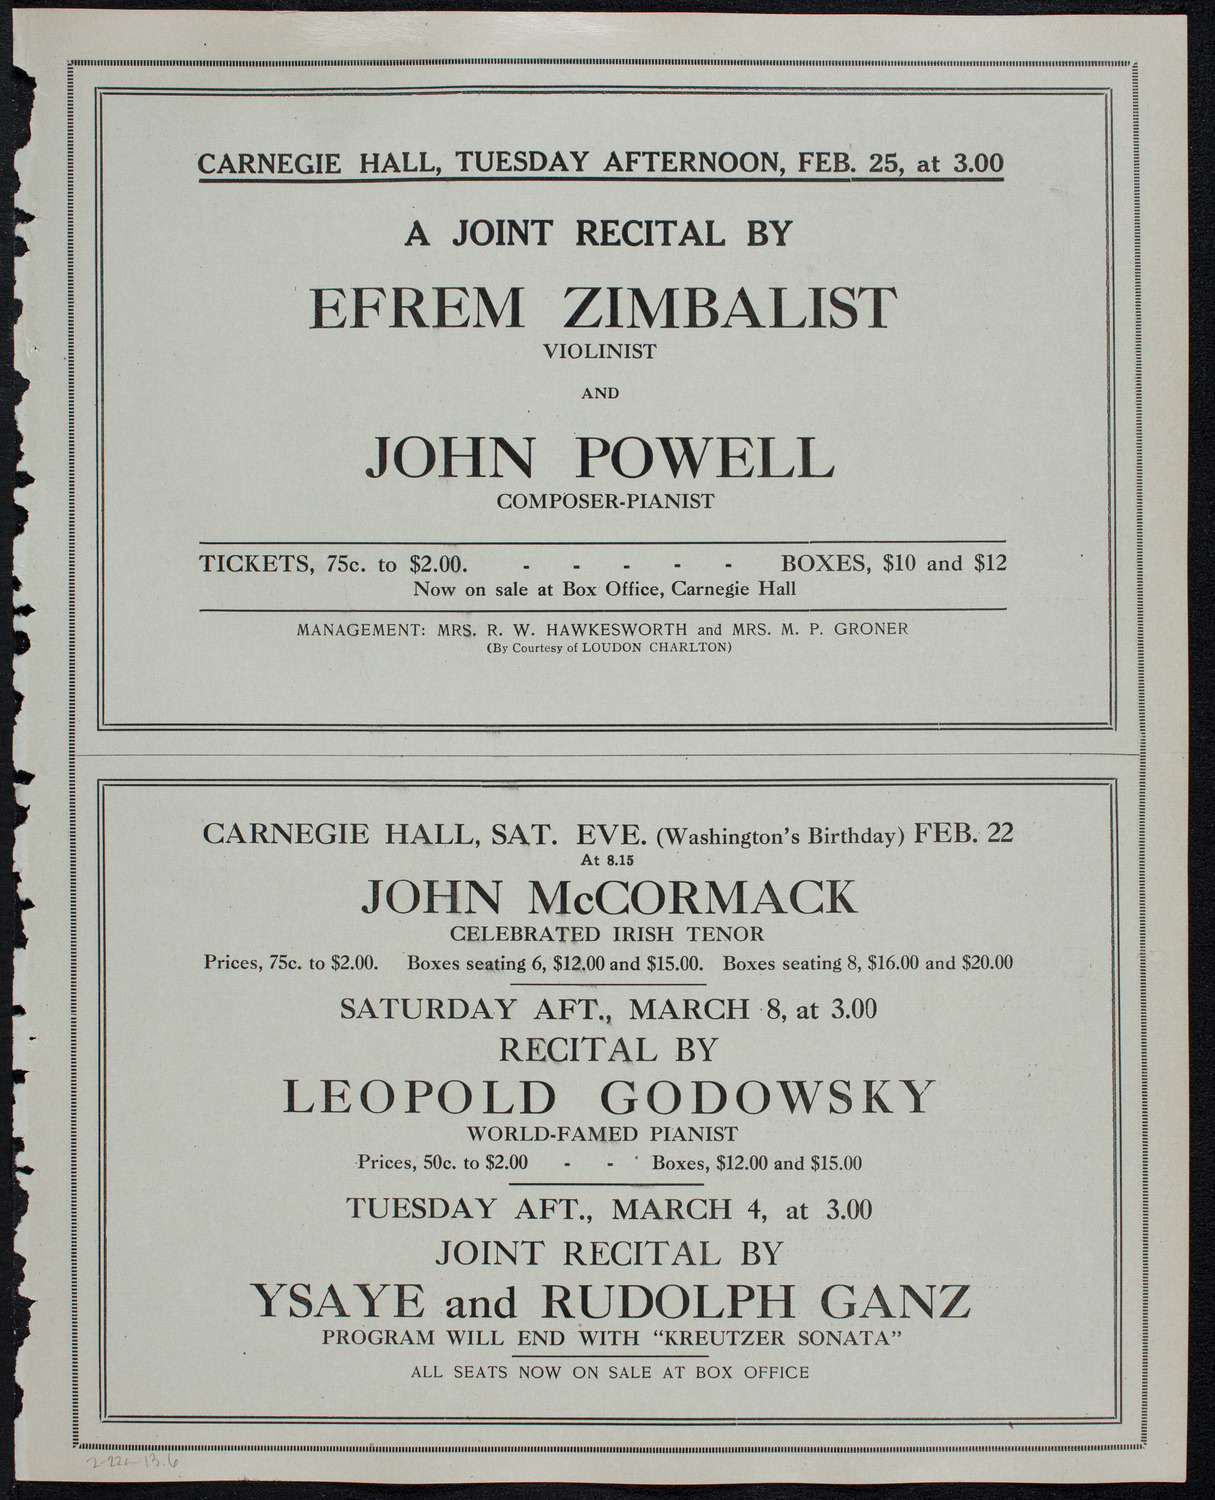 CARNEGIE HALL, TUESDAY AFTERNOON, FEB. 25, at 3.00
A JOINT RECITAL BY
EFREM ZIMBALIST
VIOLINIST
AND
JOHN POWELL
COMPOSER-PIANIST
TICKETS, 75c. to $2.00. - - - - - BOXES, $10 and $12
Now on sale at Box Office, Carnegie Hall
MANAGEMENT: MRS. R. W. HAWKESWORTH and MRS. M. P. GRONER
(By Courtesy of LOUDON CHARLTON)
CARNEGIE HALL, SAT. EVE. (Washington's Birthday) FEB. 22
At 8.15
JOHN McCORMACK
CELEBRATED IRISH TENOR
Prices, 75c. to $2.00. Boxes seating 6, $12.00 and $15.00. Boxes seating 8, $16.00 and $20.00
SATURDAY AFT., MARCH 8, at 3.00
RECITAL BY
LEOPOLD GODOWSKY
WORLD-FAMED PIANIST
Prices, 50c. to $2.00 - - Boxes, $12.00 and $15.00
TUESDAY AFT., MARCH 4, at 3.00
JOINT RECITAL BY
YSAYE and RUDOLPH GANZ
PROGRAM WILL END WITH "KREUTZER SONATA"
ALL SEATS NOW ON SALE AT BOX OFFICE
2-22a-13.6